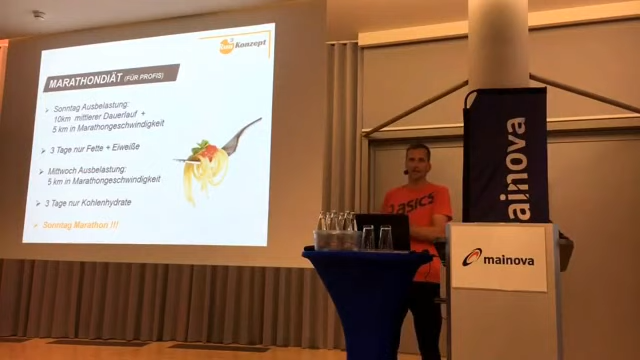 Konzept
MARATHONDIÄT (FÜR PROFIS)
Sonntag Ausbelastung:
10km mittlerer Dauerlauf +
5 km in Marathongeschwindigkeit
3 Tage nur Fette + Eiweiße
Mittwoch Ausbelastung:
5 km in Marathongeschwindigkeit
3 Tage nur Kohlenhydrate
Sonntag Marathon !!!
asics
ainova
mainova